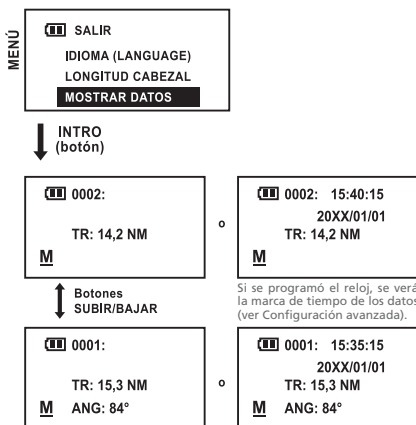 MENÚ
SALIR
IDIOMA (LANGUAGE)
LONGITUD CABEZAL
MOSTRAR DATOS
INTRO
(botón)
0002:
TR: 14,2 NM
M
o
0002: 15:40:15
20XX/01/01
TR: 14,2 NM
M
Si se programó el reloj, se verá
la marca de tiempo de los datos
(ver Configuración avanzada).
Botones
SUBIR/BAJAR
0001:
TR: 15,3 NM
M ANG: 84°
o
0001: 15:35:15
20XX/01/01
TR: 15,3 NM
M ANG: 84°